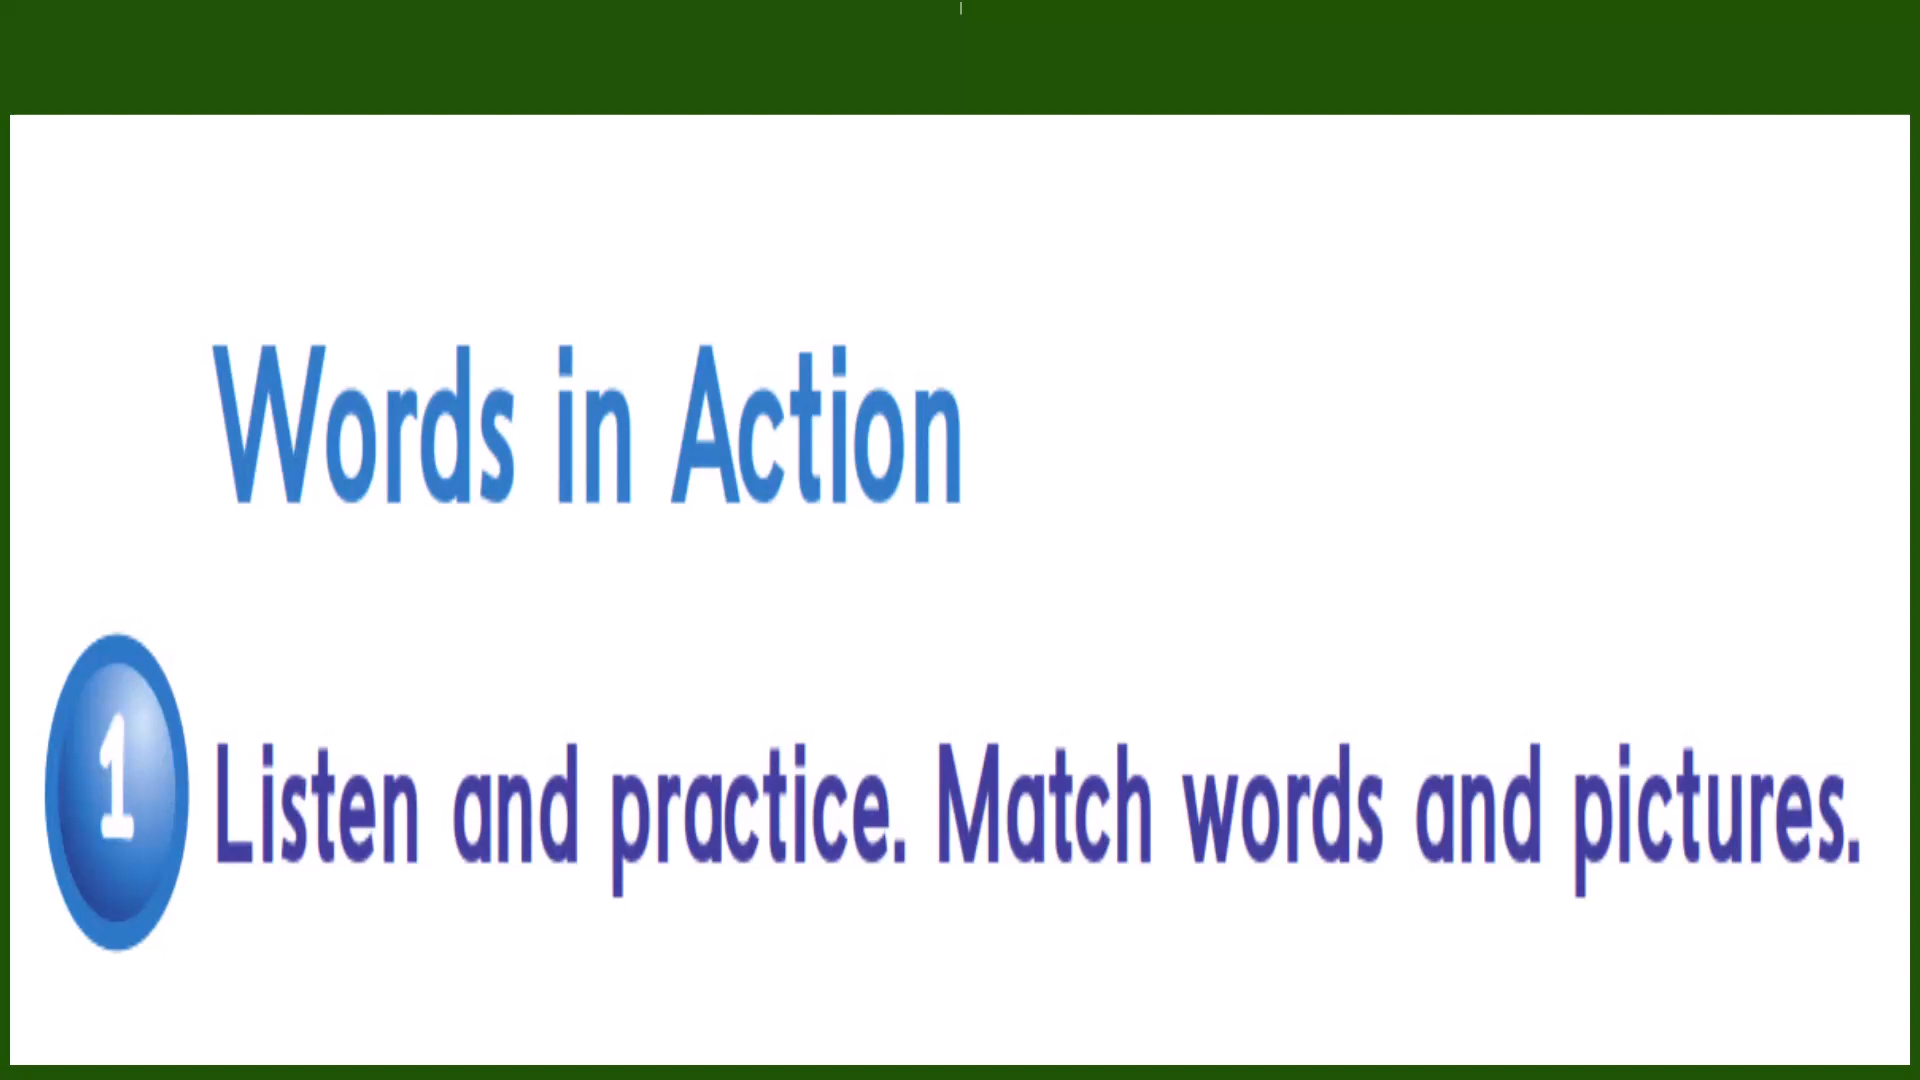 Words in Action
1 Listen and practice. Match words and pictures.